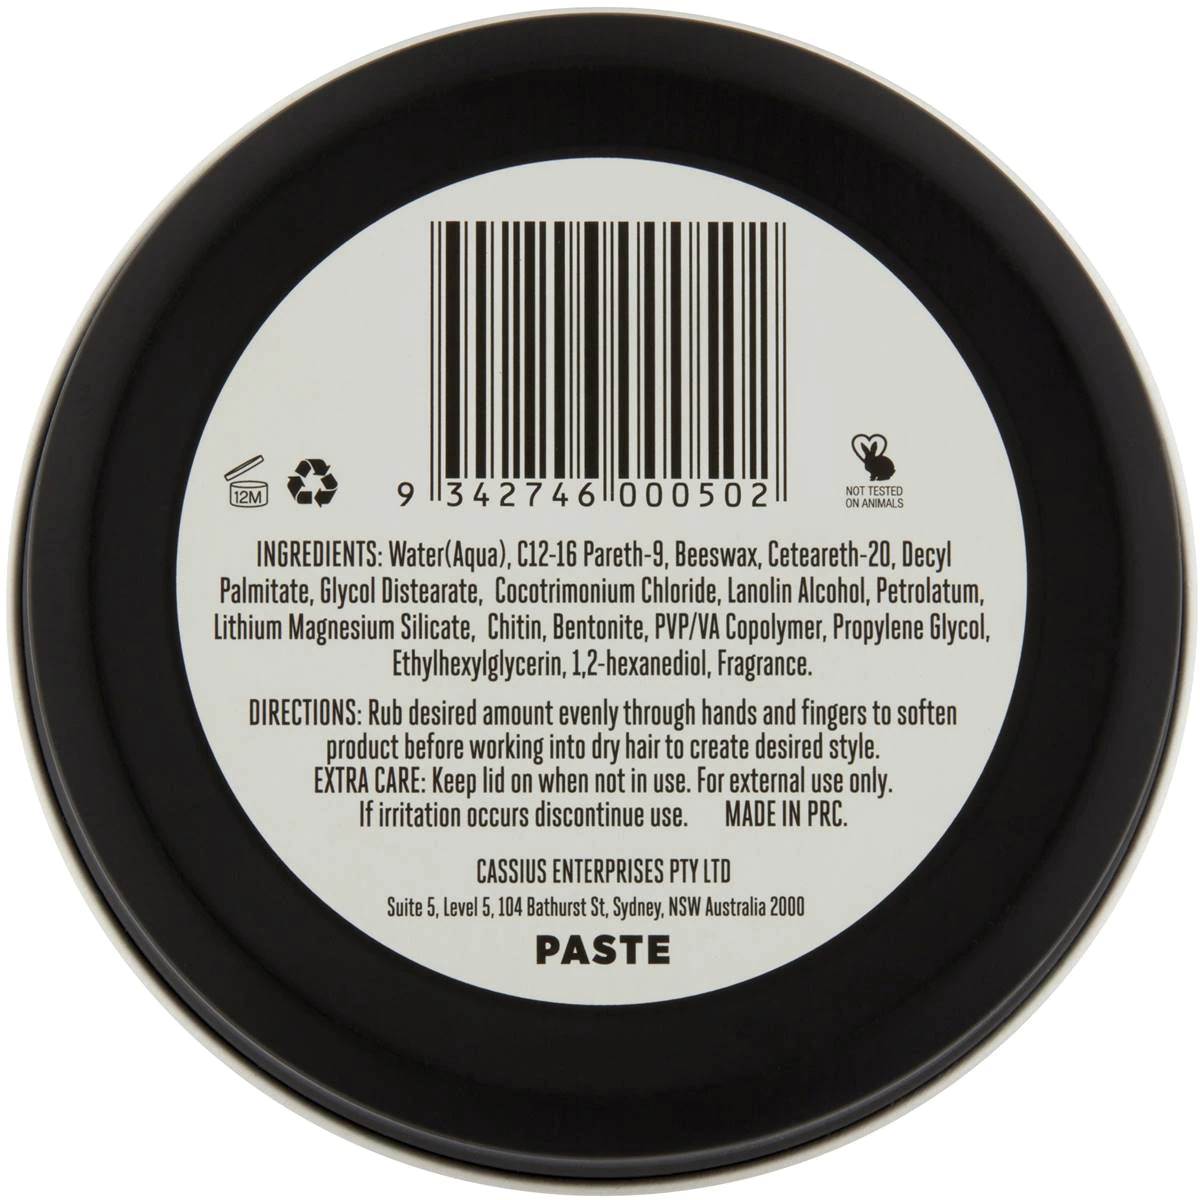 12M
9 342746 000502
NOT TESTED
ON ANIMALS
INGREDIENTS: Water(Aqua), C12-16 Pareth-9, Beeswax, Ceteareth-20, Decyl
Palmitate, Glycol Distearate, Cocotrimonium Chloride, Lanolin Alcohol, Petrolatum,
Lithium Magnesium Silicate, Chitin, Bentonite, PVP/VA Copolymer, Propylene Glycol,
Ethylhexylglycerin, 1,2-hexanediol, Fragrance.
DIRECTIONS: Rub desired amount evenly through hands and fingers to soften
product before working into dry hair to create desired style.
EXTRA CARE: Keep lid on when not in use. For external use only.
If irritation occurs discontinue use. MADE IN PRC.
CASSIUS ENTERPRISES PTY LTD
Suite 5, Level 5, 104 Bathurst St, Sydney, NSW Australia 2000
PASTE